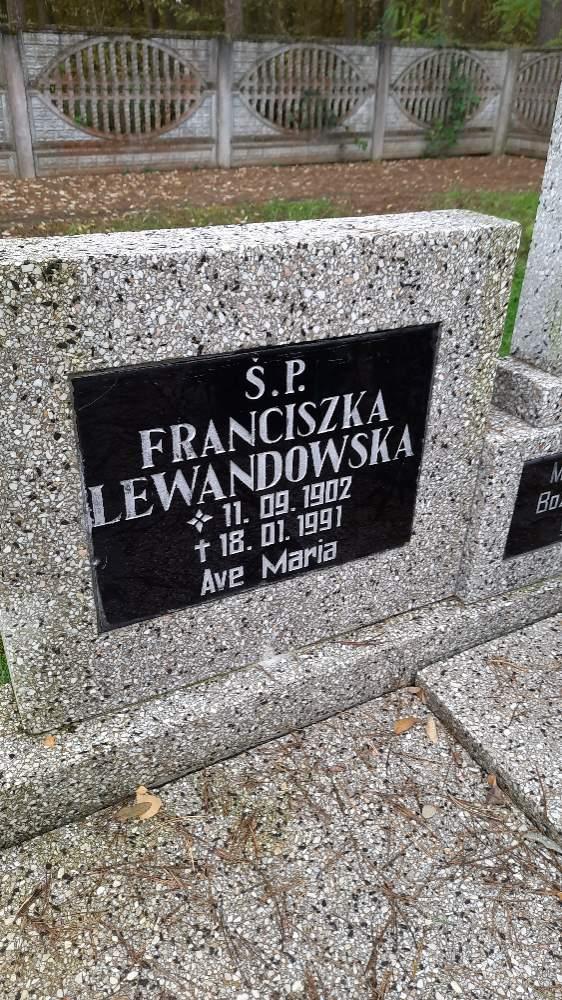 Ś.P.
FRANCISZKA
LEWANDOWSKA
11.09.1902
† 18.01.1991
Ave Maria